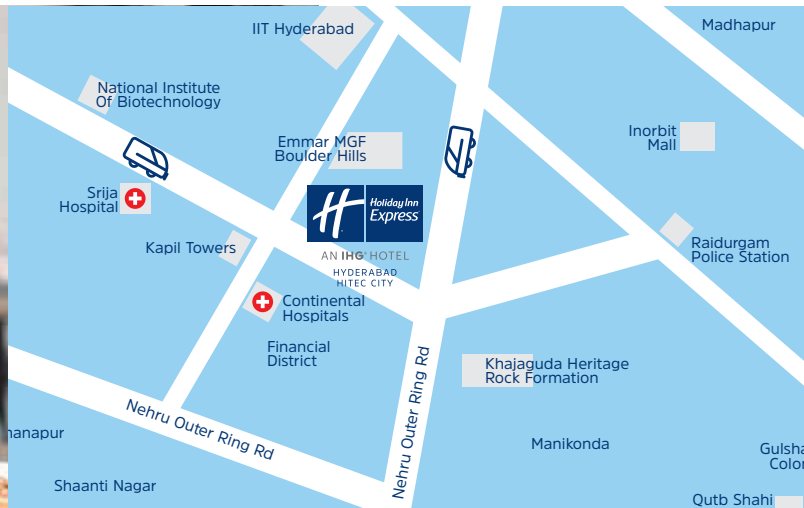 IIT Hyderabad
Madhapur
National Institute
Of Biotechnology
Emmar MGF
Boulder Hills
Inorbit
Mall
Srija
Hospital
H Holiday Inn
Express
AN IHG® HOTEL
HYDERABAD
HITEC CITY
Kapil Towers
Raidurgam
Police Station
Continental
Hospitals
Financial
District
Khajaguda Heritage
Rock Formation
Nehru Outer Ring Rd
Nehru Outer Ring Rd
Manikonda
Shaanti Nagar
Qutb Shahi